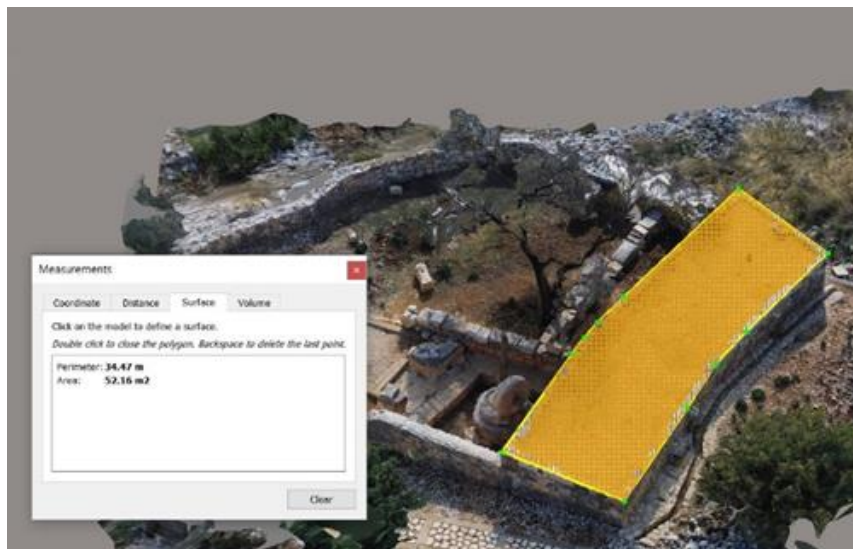 Measurements
Coordinate Distance Surface Volume
Click on the model to define a surface.
Double click to close the polygon. Backspace to delete the last point.
Perimeter: 34.47 m
Area: 52.16 m2
Clear